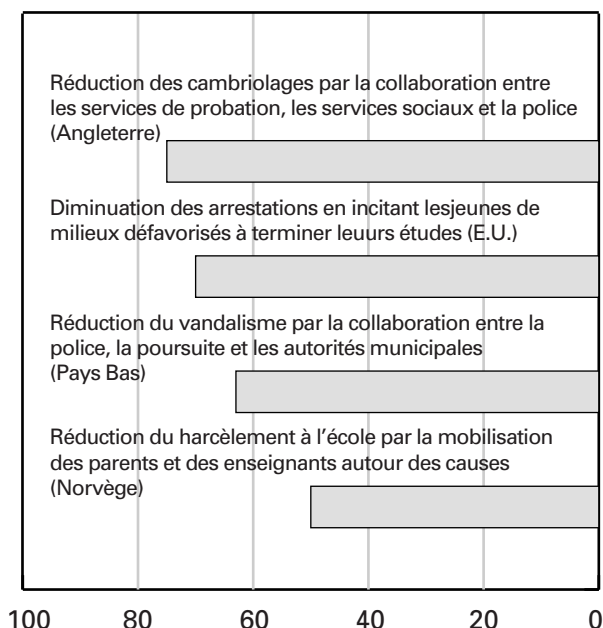 Réduction des cambriolages par la collaboration entre
les services de probation, les services sociaux et la police
(Angleterre)
Diminuation des arrestations en incitant lesjeunes de
milieux défavorisés à terminer leuurs études (E.U.)
Réduction du vandalisme par la collaboration entre la
police, la poursuite et les autorités municipales
(Pays Bas)
Réduction du harcèlement à l'école par la mobilisation
des parents et des enseignants autour des causes
(Norvège)
100 80 60 40 20 0